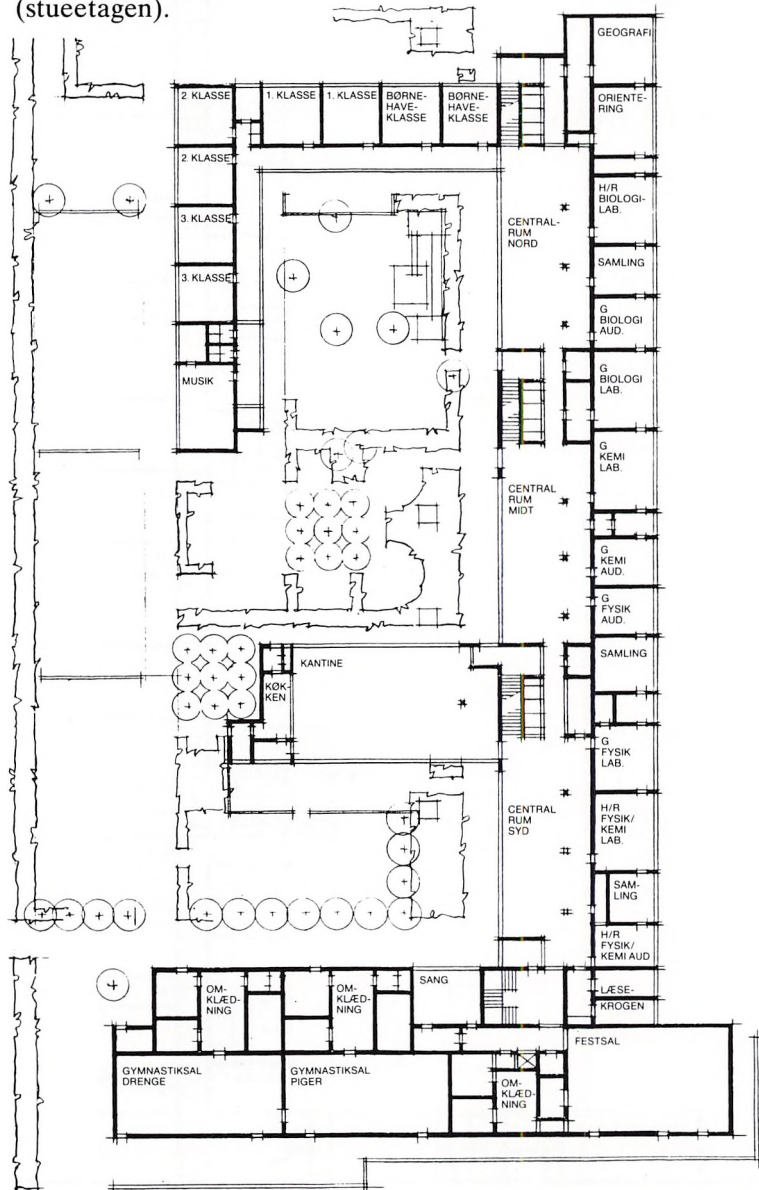 (stueetagen).
GEOGRAFI
2. KLASSE
1. KLASSE
1. KLASSE
BØRNE-
HAVE-
KLASSE
BØRNE-
HAVE-
KLASSE
ORIENTE-
RING
2. KLASSE
3. KLASSE
3. KLASSE
MUSIK
CENTRAL-
RUM
NORD
H/R
BIOLOGI-
LAB.
SAMLING
G
BIOLOGI
AUD.
G
BIOLOGI
LAB.
G
KEMI
LAB.
CENTRAL
RUM
MIDT
G
KEMI
AUD.
G
FYSIK
AUD.
SAMLING
KANTINE
KØK-
KEN
G
FYSIK
LAB.
CENTRAL
RUM
SYD
H/R
FYSIK/
KEMI
LAB.
SAM-
LING
H/R
FYSIK/
KEMI AUD
OM-
KLÆD-
NING
OM-
KLÆD-
NING
SANG
LÆSE-
KROGEN
GYMNASTIKSAL
DRENGE
GYMNASTIKSAL
PIGER
OM-
KLÆD-
NING
FESTSAL